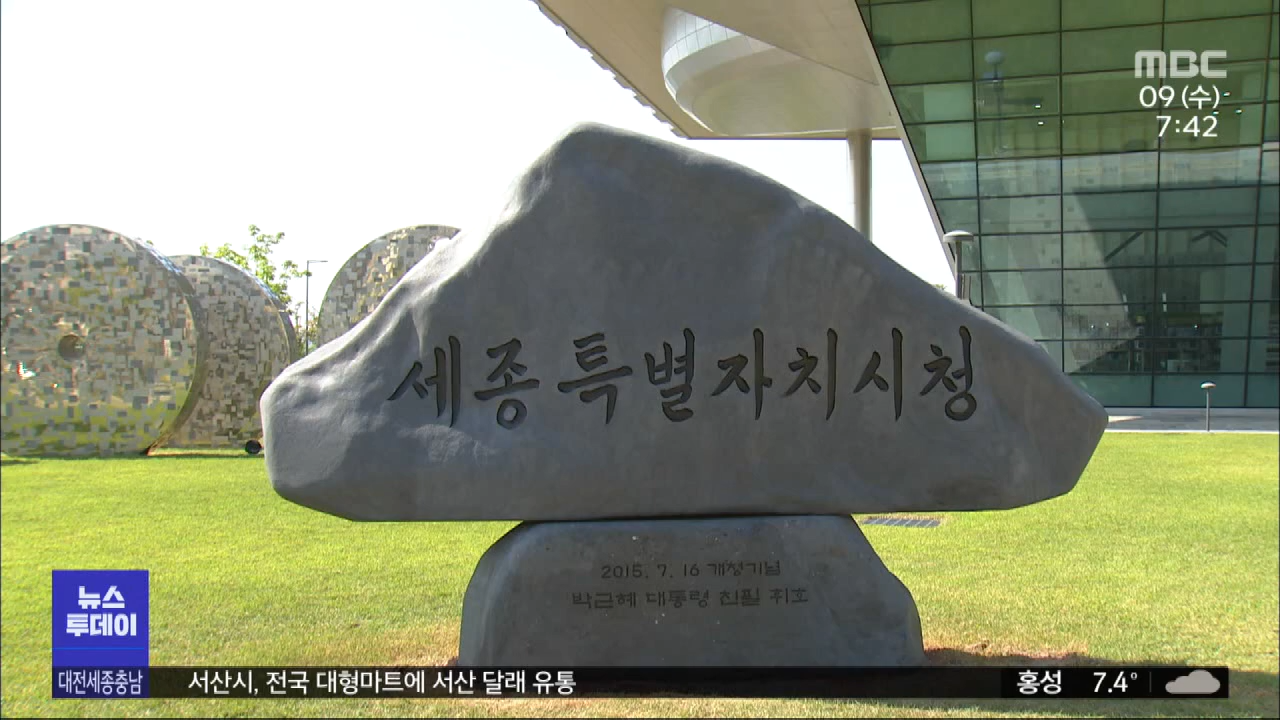 MBC
09 (수)
7:42
세종특별자치시청
2015. 7. 16 개청기념
박근혜 대통령 친필 휘호
뉴스
투데이
대전세종충남
서산시, 전국 대형마트에 서산 달래 유통
홍성 7.4°